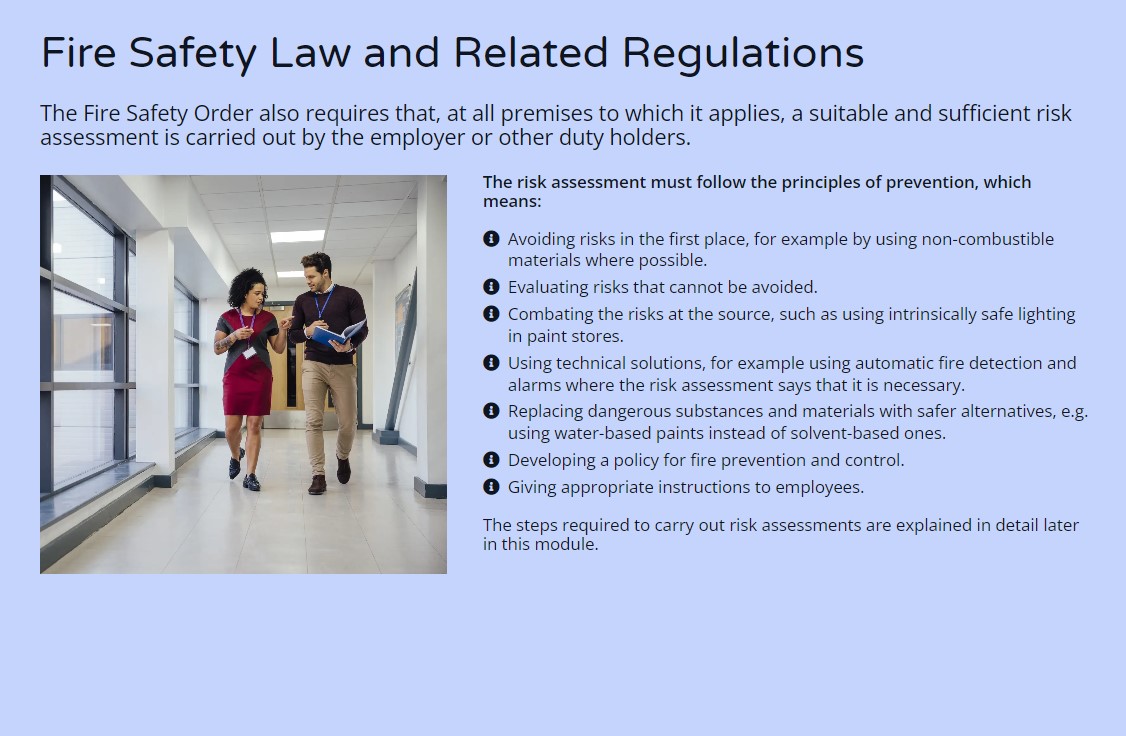 Fire Safety Law and Related Regulations
The Fire Safety Order also requires that, at all premises to which it applies, a suitable and sufficient risk
assessment is carried out by the employer or other duty holders.
The risk assessment must follow the principles of prevention, which
means:
Avoiding risks in the first place, for example by using non-combustible
materials where possible.
Evaluating risks that cannot be avoided.
Combating the risks at the source, such as using intrinsically safe lighting
in paint stores.
Using technical solutions, for example using automatic fire detection and
alarms where the risk assessment says that it is necessary.
Replacing dangerous substances and materials with safer alternatives, e.g.
using water-based paints instead of solvent-based ones.
Developing a policy for fire prevention and control.
Giving appropriate instructions to employees.
The steps required to carry out risk assessments are explained in detail later
in this module.